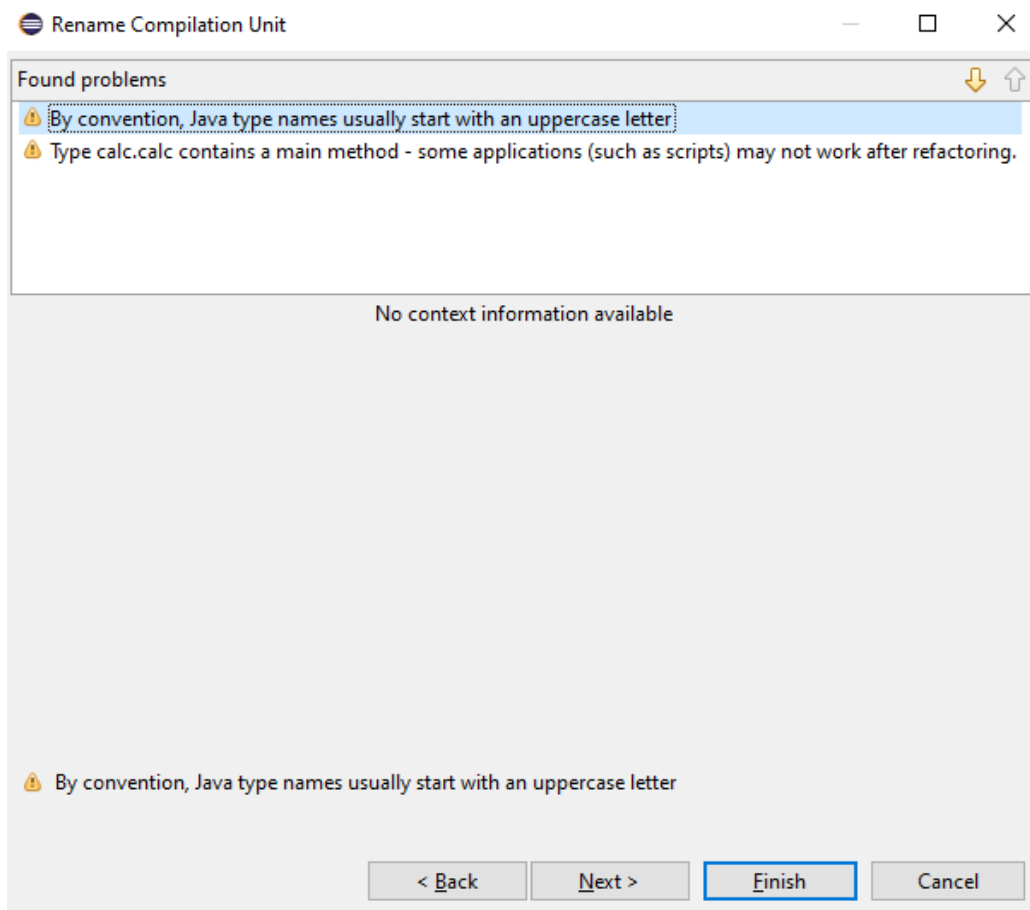 Rename Compilation Unit
Found problems
By convention, Java type names usually start with an uppercase letter
Type calc.calc contains a main method - some applications (such as scripts) may not work after refactoring.
No context information available
By convention, Java type names usually start with an uppercase letter
< Back Next > Finish Cancel